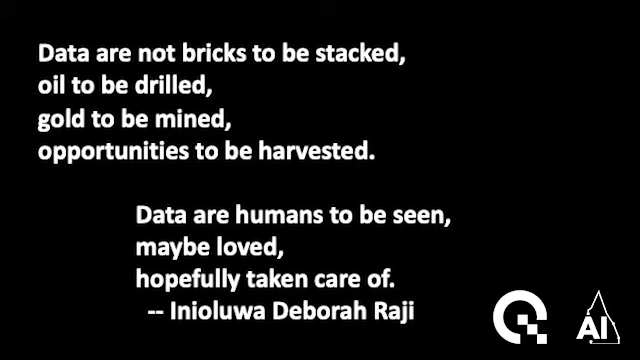 Data are not bricks to be stacked,
oil to be drilled,
gold to be mined,
opportunities to be harvested.
Data are humans to be seen,
maybe loved,
hopefully taken care of.
-- Inioluwa Deborah Raji
AI